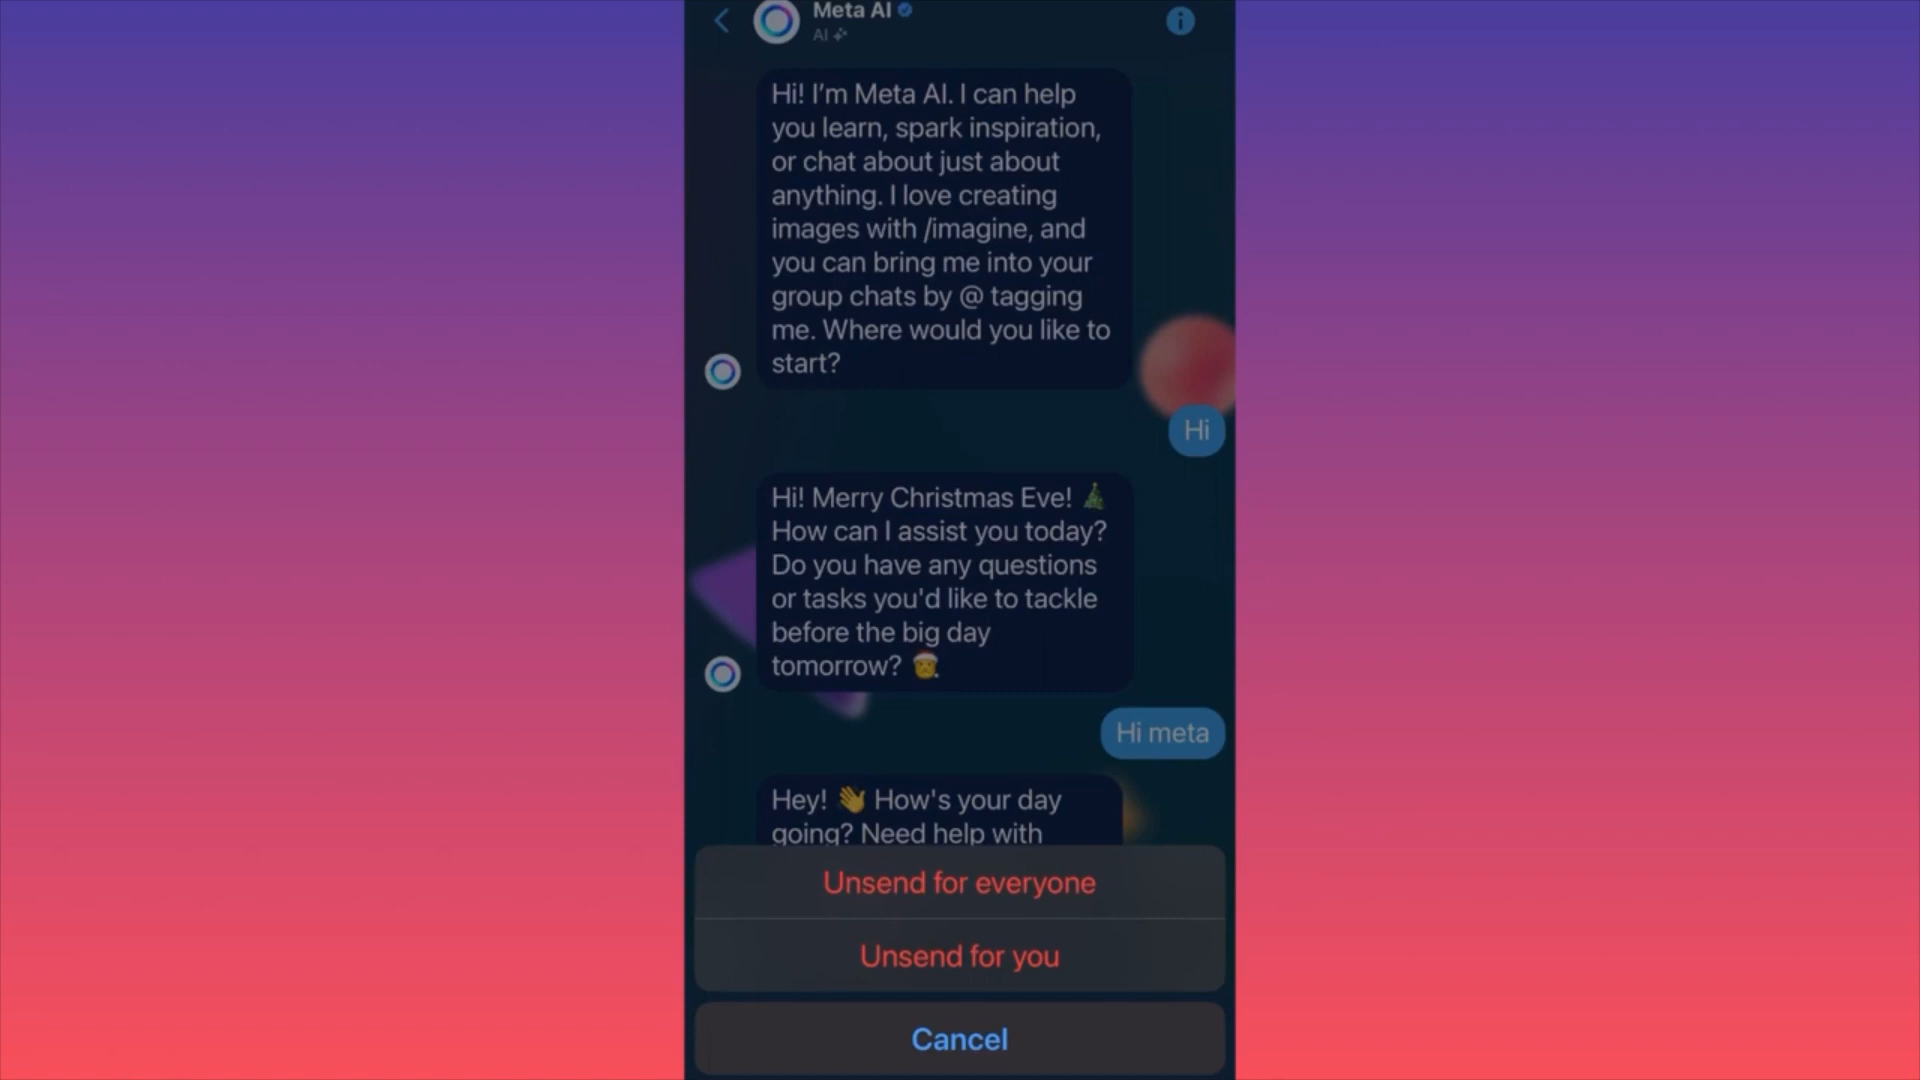 Meta AI
AI
Hi! I’m Meta AI. I can help
you learn, spark inspiration,
or chat about just about
anything. I love creating
images with /imagine, and
you can bring me into your
group chats by @ tagging
me. Where would you like to
start?
Hi
Hi! Merry Christmas Eve! 🎄
How can I assist you today?
Do you have any questions
or tasks you'd like to tackle
before the big day
tomorrow? 🎅.
Hi meta
Hey! 👋 How's your day
going? Need help with
Unsend for everyone
Unsend for you
Cancel